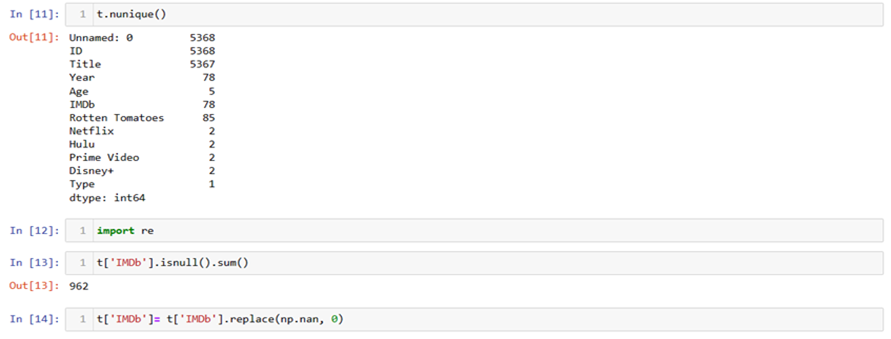 In [11]: 1 t.nunique()
Out[11]: Unnamed: 0 5368
ID 5368
Title 5367
Year 78
Age 5
IMDb 78
Rotten Tomatoes 85
Netflix 2
Hulu 2
Prime Video 2
Disney+ 2
Type 1
dtype: int64
In [12]: 1 import re
In [13]: 1 t['IMDb'].isnull().sum()
Out[13]: 962
In [14]: 1 t['IMDb']= t['IMDb'].replace(np.nan, 0)